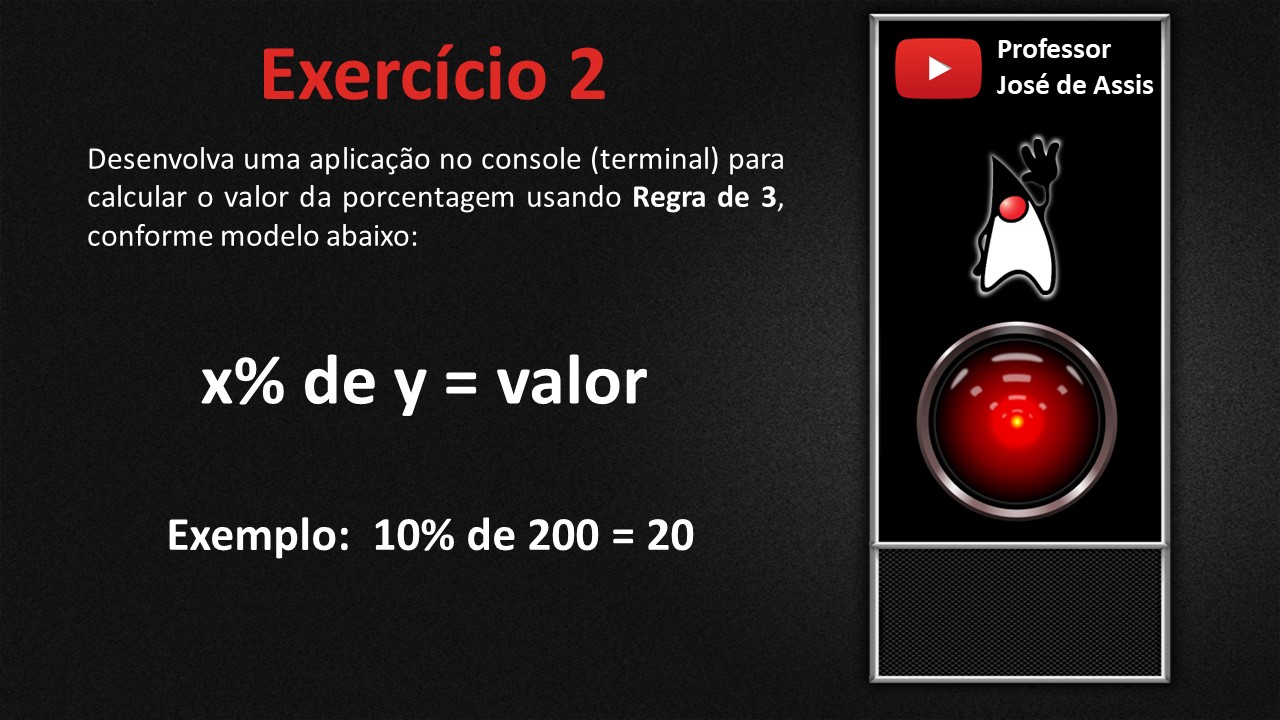 Exercício 2
Desenvolva uma aplicação no console (terminal) para
calcular o valor da porcentagem usando Regra de 3,
conforme modelo abaixo:
x% de y = valor
Exemplo: 10% de 200 = 20
Professor
José de Assis